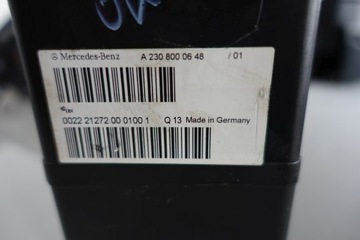 Mercedes-Benz A 230 800 06 48 / 01
0022 21272 00 0100 1 Q 13 Made in Germany